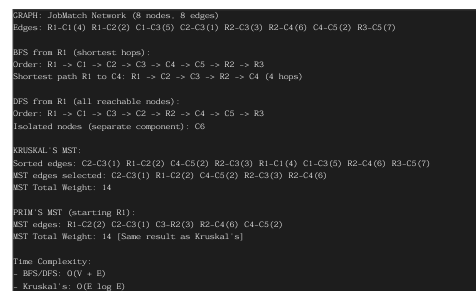 GRAPH: JobMatch Network (8 nodes, 8 edges)
Edges: R1-C1(4) R1-C2(2) C1-C3(5) C2-C3(1) R2-C3(3) R2-C4(6) C4-C5(2) R3-C5(7)
BFS from R1 (shortest hops):
Order: R1 -> C1 -> C2 -> C3 -> C4 -> C5 -> R2 -> R3
Shortest path R1 to C4: R1 -> C2 -> C3 -> R2 -> C4 (4 hops)
DFS from R1 (all reachable nodes):
Order: R1 -> C1 -> C3 -> C2 -> R2 -> C4 -> C5 -> R3
Isolated nodes (separate component): C6
KRUSKAL'S MST:
Sorted edges: C2-C3(1) R1-C2(2) C4-C5(2) R2-C3(3) R1-C1(4) C1-C3(5) R2-C4(6) R3-C5(7)
MST edges selected: C2-C3(1) R1-C2(2) C4-C5(2) R2-C3(3) R2-C4(6)
MST Total Weight: 14
PRIM'S MST (starting R1):
MST edges: R1-C2(2) C2-C3(1) C3-R2(3) R2-C4(6) C4-C5(2)
MST Total Weight: 14 [Same result as Kruskal's]
Time Complexity:
- BFS/DFS: O(V + E)
- Kruskal's: O(E log E)